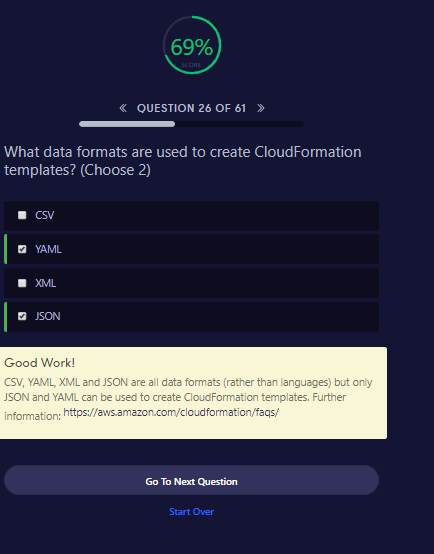 69%
SCORE
« QUESTION 26 OF 61 »
What data formats are used to create CloudFormation
templates? (Choose 2)
CSV
YAML
XML
JSON
Good Work!
CSV, YAML, XML and JSON are all data formats (rather than languages) but only
JSON and YAML can be used to create CloudFormation templates. Further
information: https://aws.amazon.com/cloudformation/faqs/
Go To Next Question
Start Over